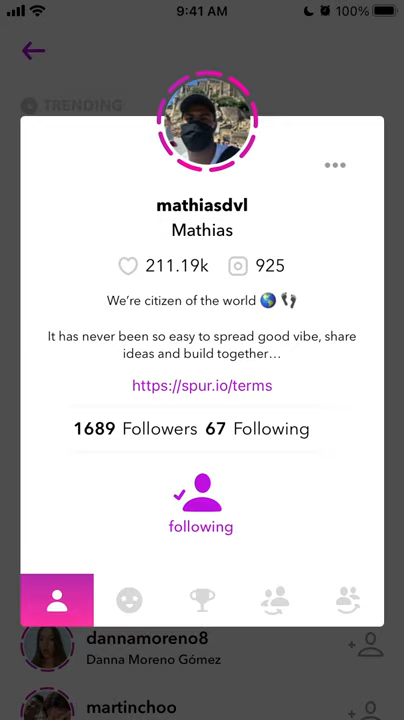 9:41 AM
100%
TRENDING
mathiasdvl
Mathias
211.19k 925
We're citizen of the world 🌎 👣
It has never been so easy to spread good vibe, share
ideas and build together...
https://spur.io/terms
1689 Followers 67 Following
following
dannamoreno8
Danna Moreno Gómez
martinchoo